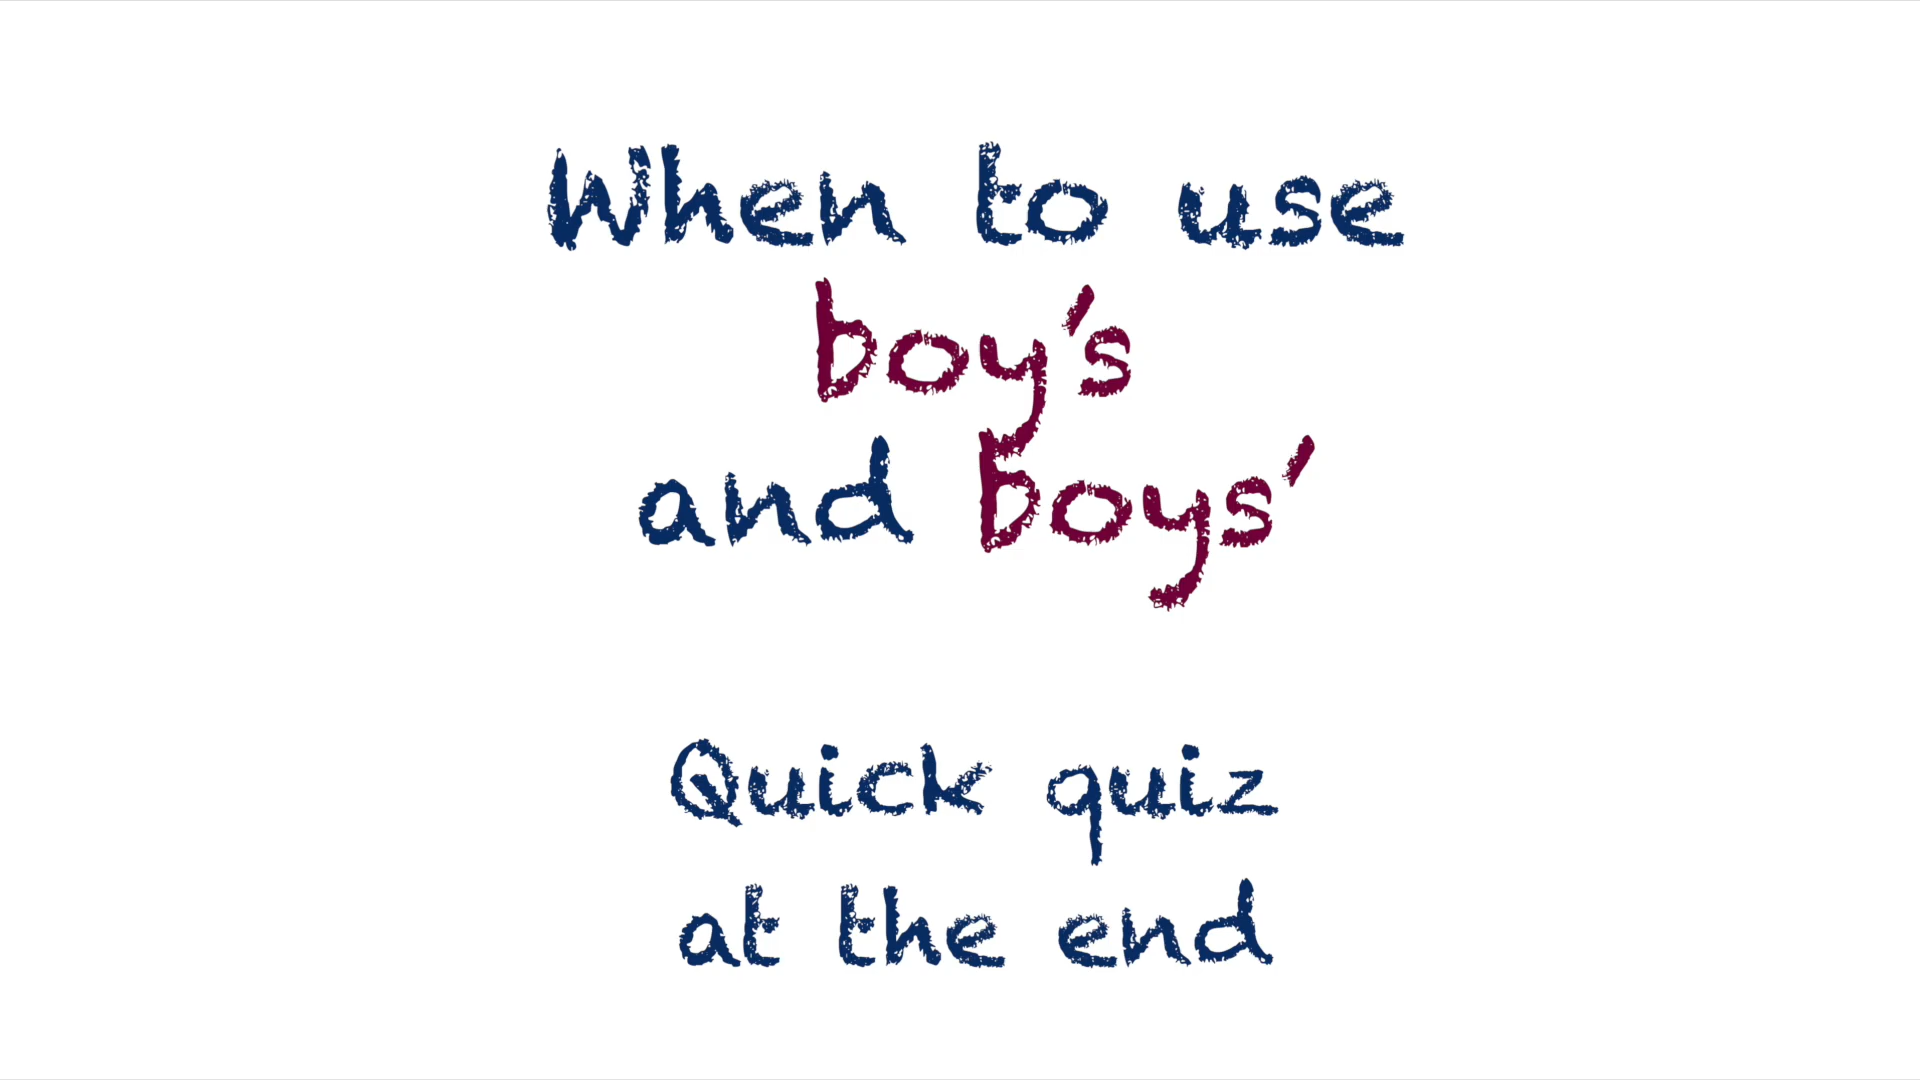 When to use
boy's
and boys'
Quick quiz
at the end